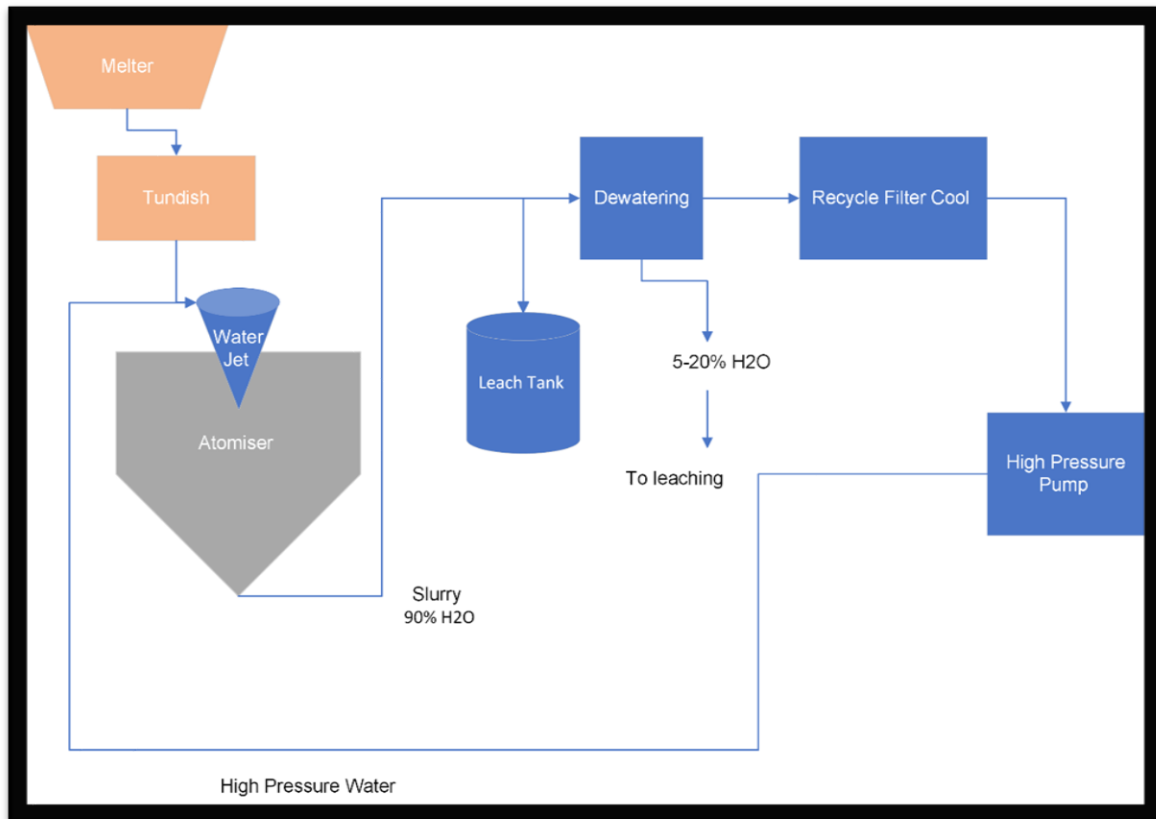 Melter
Tundish
Water
Jet
Atomiser
Dewatering
Recycle Filter Cool
Leach Tank
5-20% H2O
To leaching
High Pressure
Pump
Slurry
90% H2O
High Pressure Water